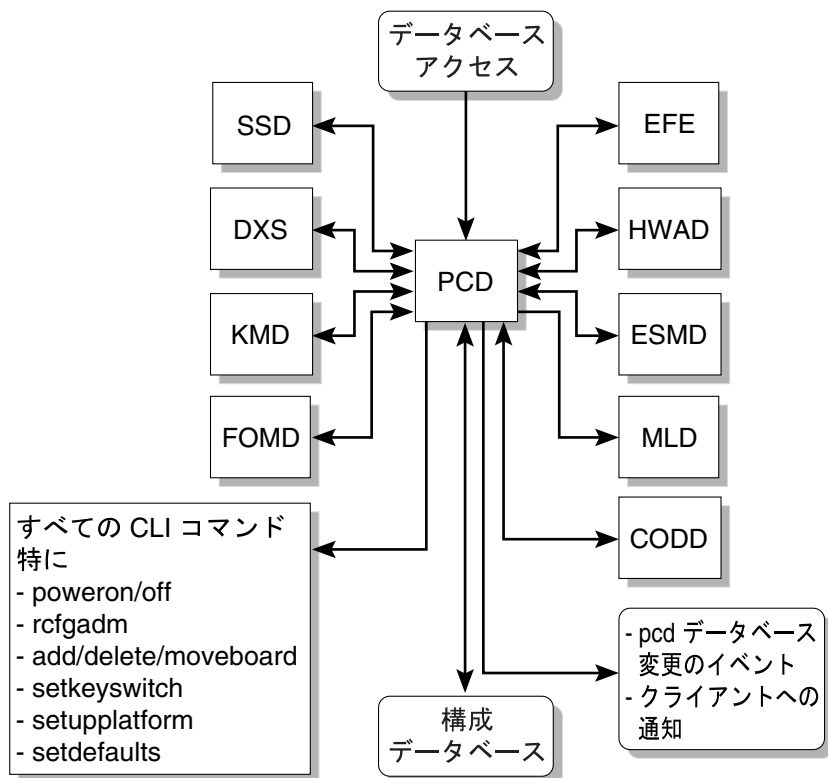 データベース
アクセス
SSD
EFE
DXS
HWAD
PCD
KMD
ESMD
FOMD
MLD
CODD
すべての CLI コマンド
特に
- poweron/off
- rcfgadm
- add/delete/moveboard
- setkeyswitch
- setupplatform
- setdefaults
構成
データベース
- pcd データベース
変更のイベント
- クライアントへの
通知